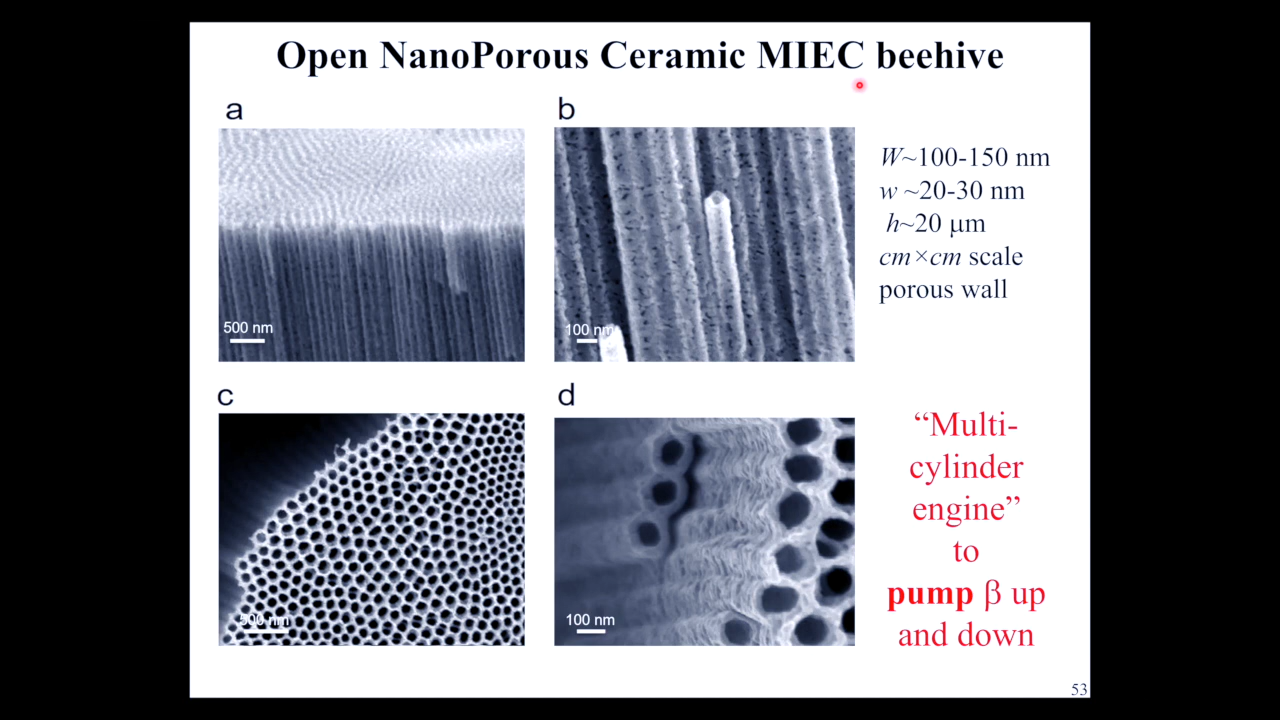 Open NanoPorous Ceramic MIEC beehive
a
b
W~100-150 nm
w ~20-30 nm
h~20 μm
cm×cm scale
porous wall
500 nm
100 nm
c
d
“Multi-
cylinder
engine”
to
pump β up
and down
500 nm
100 nm
53